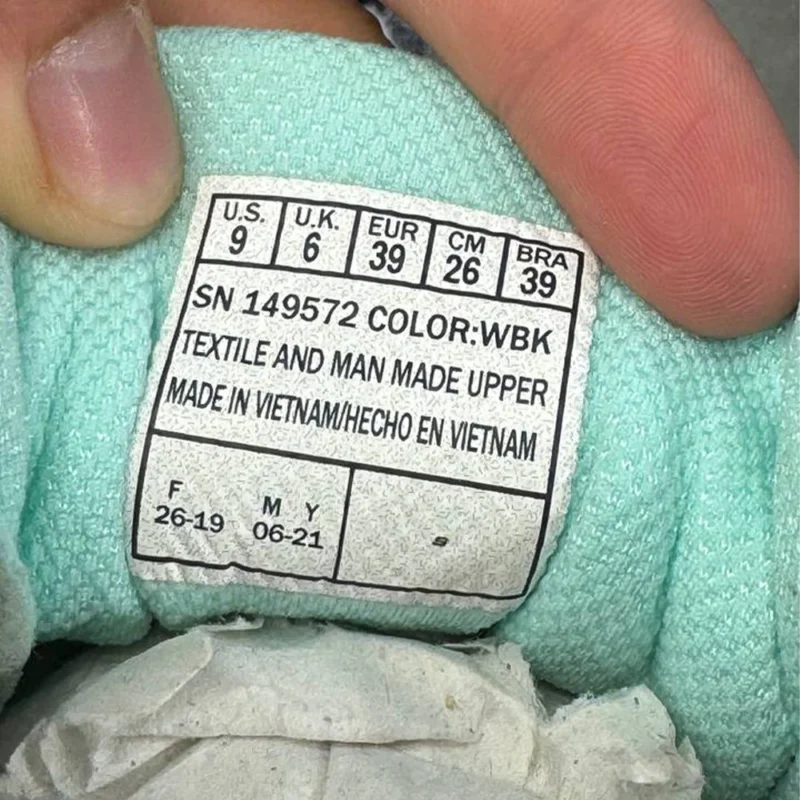 U.S. U.K. EUR CM BRA
9 6 39 26 39
SN 149572 COLOR:WBK
TEXTILE AND MAN MADE UPPER
MADE IN VIETNAM/HECHO EN VIETNAM
F M Y
26-19 06-21